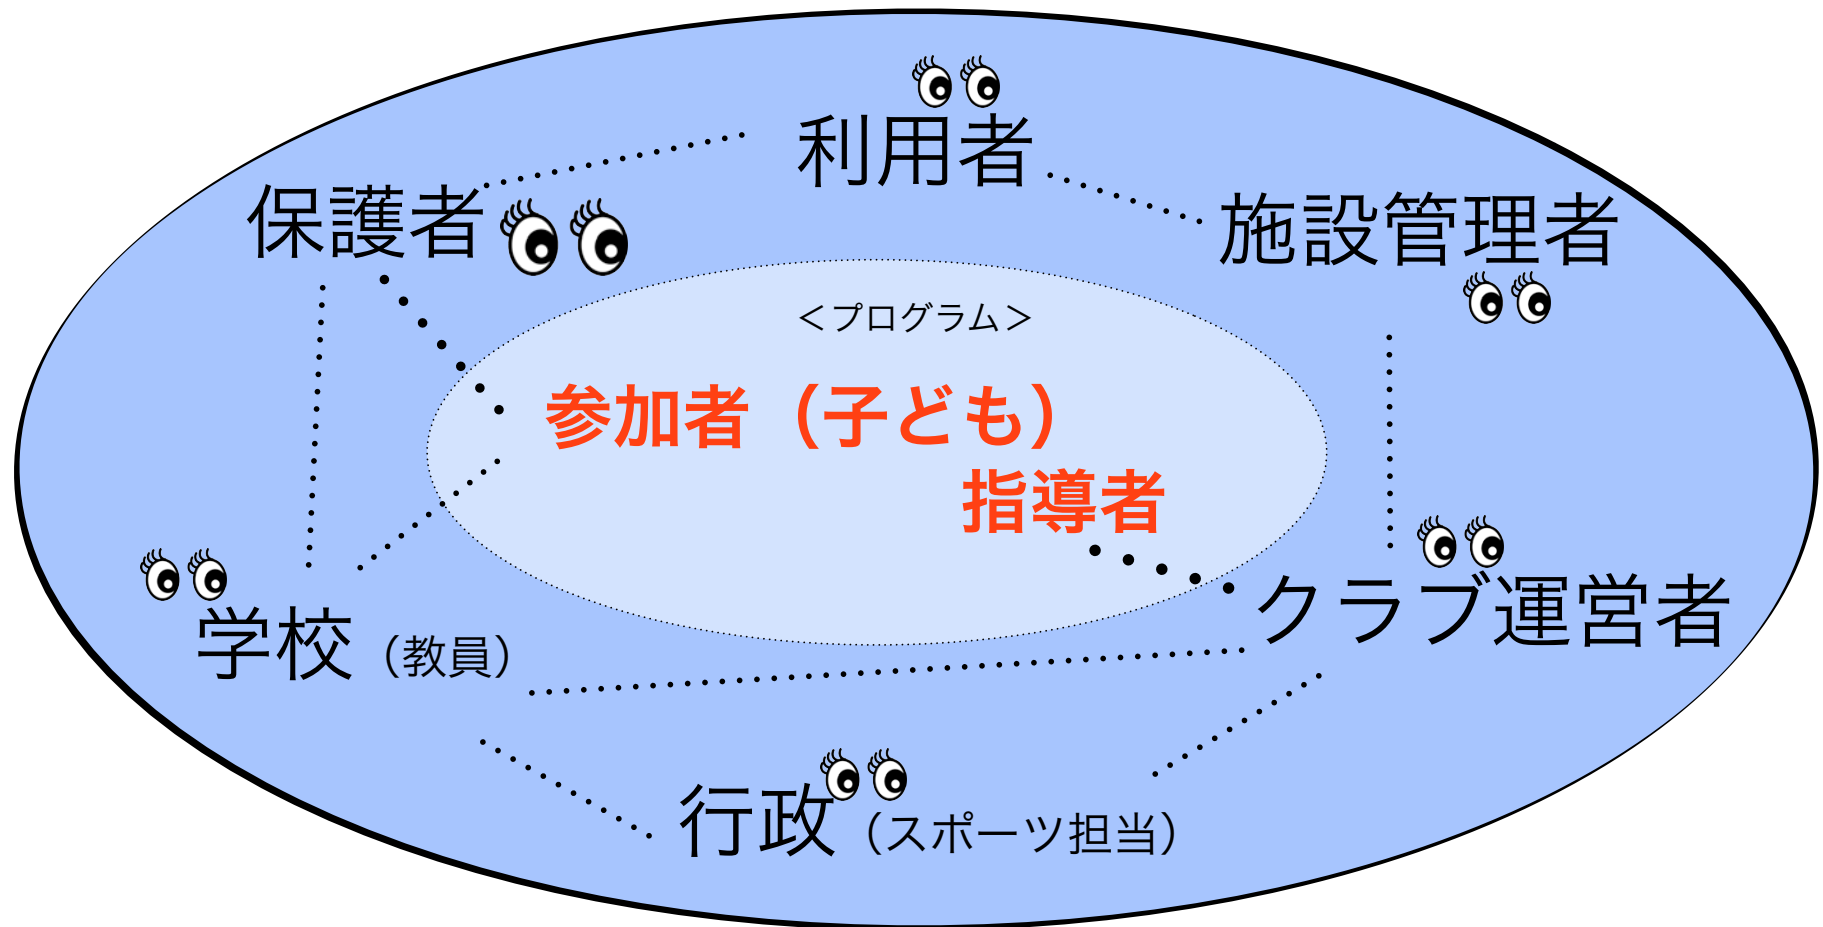 利用者
保護者
施設管理者
＜プログラム＞
参加者（子ども）
指導者
クラブ運営者
学校（教員）
行政（スポーツ担当）